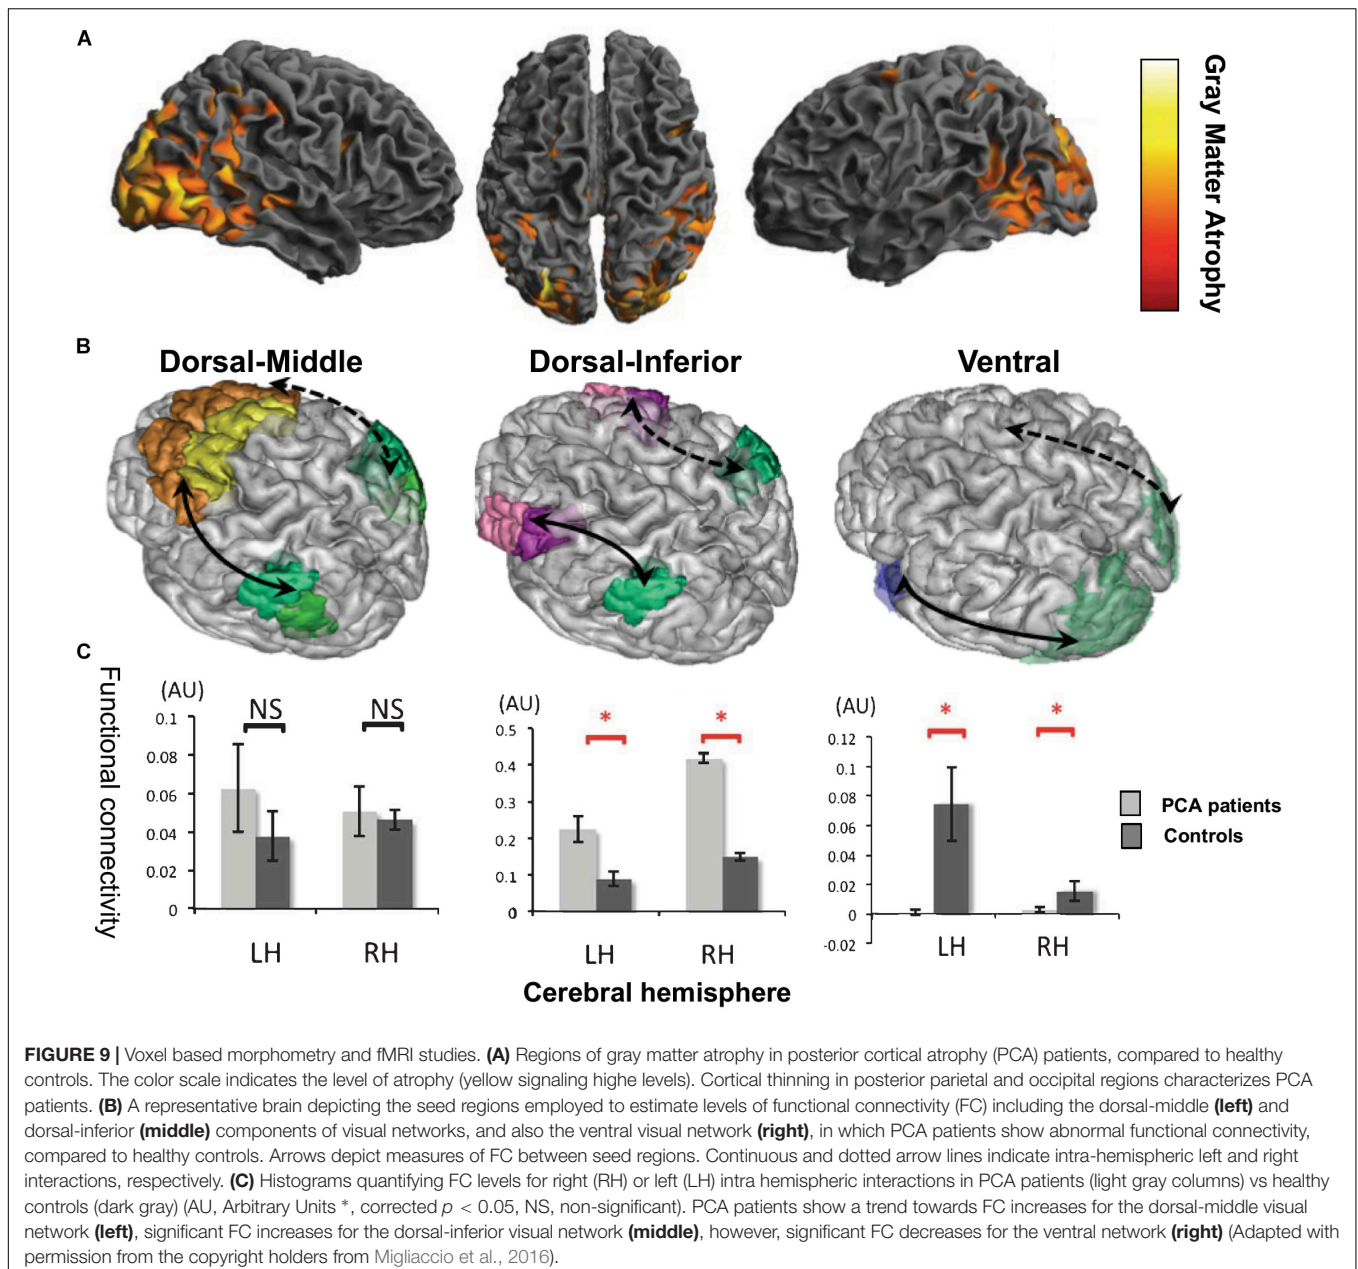 A
Gray Matter Atrophy
B
Dorsal-Middle
Dorsal-Inferior
Ventral
C
Functional connectivity
(AU)
NS
NS
0.1
0.08
0.06
0.04
0.02
0
LH
RH
(AU)
*
*
0.5
0.4
0.3
0.2
0.1
0
LH
RH
(AU)
*
*
0.12
0.1
0.08
0.06
0.04
0.02
0
-0.02
LH
RH
PCA patients
Controls
Cerebral hemisphere
FIGURE 9 | Voxel based morphometry and fMRI studies. (A) Regions of gray matter atrophy in posterior cortical atrophy (PCA) patients, compared to healthy
controls. The color scale indicates the level of atrophy (yellow signaling highe levels). Cortical thinning in posterior parietal and occipital regions characterizes PCA
patients. (B) A representative brain depicting the seed regions employed to estimate levels of functional connectivity (FC) including the dorsal-middle (left) and
dorsal-inferior (middle) components of visual networks, and also the ventral visual network (right), in which PCA patients show abnormal functional connectivity,
compared to healthy controls. Arrows depict measures of FC between seed regions. Continuous and dotted arrow lines indicate intra-hemispheric left and right
interactions, respectively. (C) Histograms quantifying FC levels for right (RH) or left (LH) intra hemispheric interactions in PCA patients (light gray columns) vs healthy
controls (dark gray) (AU, Arbitrary Units *, corrected p < 0.05, NS, non-significant). PCA patients show a trend towards FC increases for the dorsal-middle visual
network (left), significant FC increases for the dorsal-inferior visual network (middle), however, significant FC decreases for the ventral network (right) (Adapted with
permission from the copyright holders from Migliaccio et al., 2016).